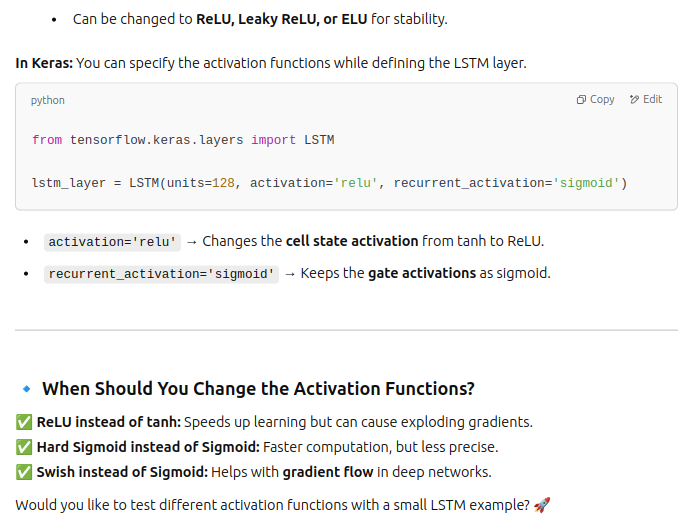 • Can be changed to ReLU, Leaky ReLU, or ELU for stability.
In Keras: You can specify the activation functions while defining the LSTM layer.
python Copy Edit
from tensorflow.keras.layers import LSTM
lstm_layer = LSTM(units=128, activation='relu', recurrent_activation='sigmoid')
• activation='relu' → Changes the cell state activation from tanh to ReLU.
• recurrent_activation='sigmoid' → Keeps the gate activations as sigmoid.
🔹 When Should You Change the Activation Functions?
✅ ReLU instead of tanh: Speeds up learning but can cause exploding gradients.
✅ Hard Sigmoid instead of Sigmoid: Faster computation, but less precise.
✅ Swish instead of Sigmoid: Helps with gradient flow in deep networks.
Would you like to test different activation functions with a small LSTM example? 🚀